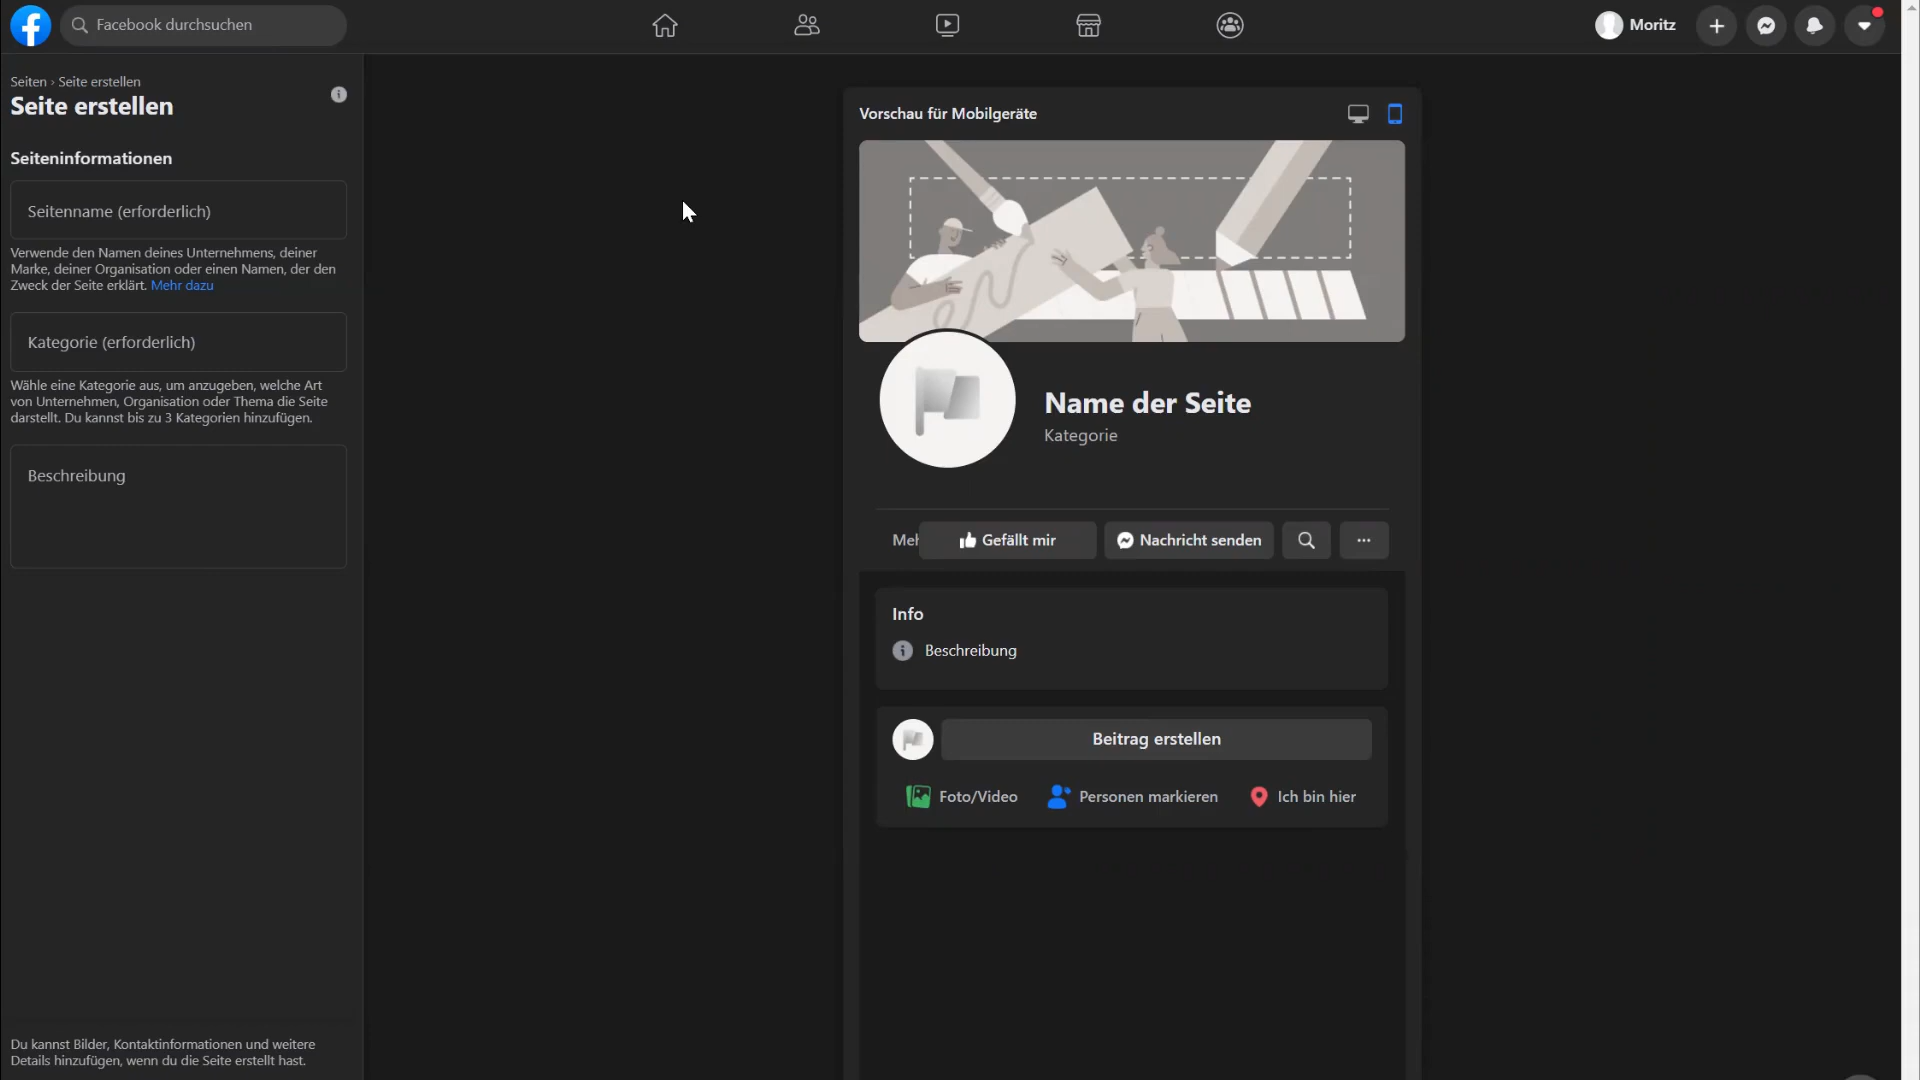 Facebook durchsuchen
Moritz
Seiten › Seite erstellen
Seite erstellen
Seiteninformationen
Seitenname (erforderlich)
Verwende den Namen deines Unternehmens, deiner
Marke, deiner Organisation oder einen Namen, der den
Zweck der Seite erklärt. Mehr dazu
Kategorie (erforderlich)
Wähle eine Kategorie aus, um anzugeben, welche Art
von Unternehmen, Organisation oder Thema die Seite
darstellt. Du kannst bis zu 3 Kategorien hinzufügen.
Beschreibung
Du kannst Bilder, Kontaktinformationen und weitere
Details hinzufügen, wenn du die Seite erstellt hast.
Vorschau für Mobilgeräte
Name der Seite
Kategorie
Meh Gefällt mir Nachricht senden
Info
Beschreibung
Beitrag erstellen
Foto/Video Personen markieren Ich bin hier